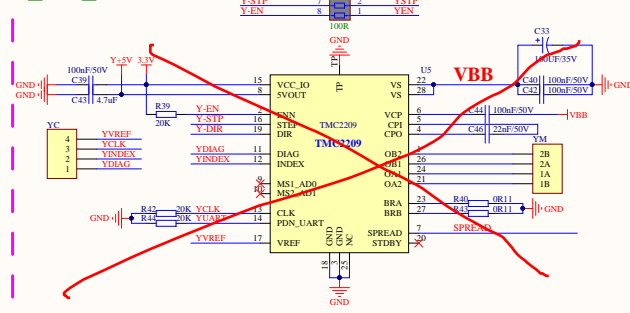 Y-STP 7 2 YSTP
Y-EN 8 1 YEN
100R
GND
C33
100UF/35V
Y+5V 3.3V
100nF/50V
C39
GND
GND
C43 4.7uF
15 VCC_IO
8 5VOUT
TP
TP
U5
VS 22
VS 28
VBB
C40 100nF/50V
C42 100nF/50V
GND
R39
20K
Y-EN 2 ENN
Y-STP 16 STEP
Y-DIR 19 DIR
TMC2209
TMC2209
VCP 6
CPI 5
CPO 4
C44 100nF/50V
VBB
C46 22nF/50V
YC
4 YVREF
3 YCLK
2 YINDEX
1 YDIAG
YDIAG 11 DIAG
YINDEX 12 INDEX
OB2 1
OB1 26
OA1 24
OA2 21
YM
2B
2A
1A
1B
9 MS1_AD0
MS2_AD1
GND
R42 20K YCLK 13 CLK
R44 20K YUART 14 PDN_UART
YVREF 17 VREF
BRA 23
BRB 27
R40 0R11
R43 0R11
GND
SPREAD 7 SPREAD
STDBY 20
GND
GND
NC
18
3
25
GND